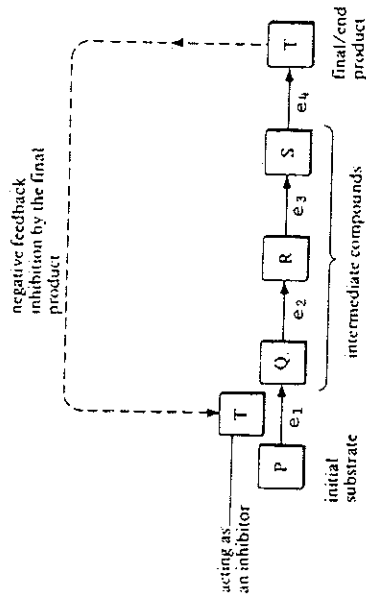 negative feedback
inhibition by the final
product
acting as
an inhibitor
T
T
P
Q
R
S
e1
e2
e3
e4
initial
substrate
intermediate compounds
final/end
product